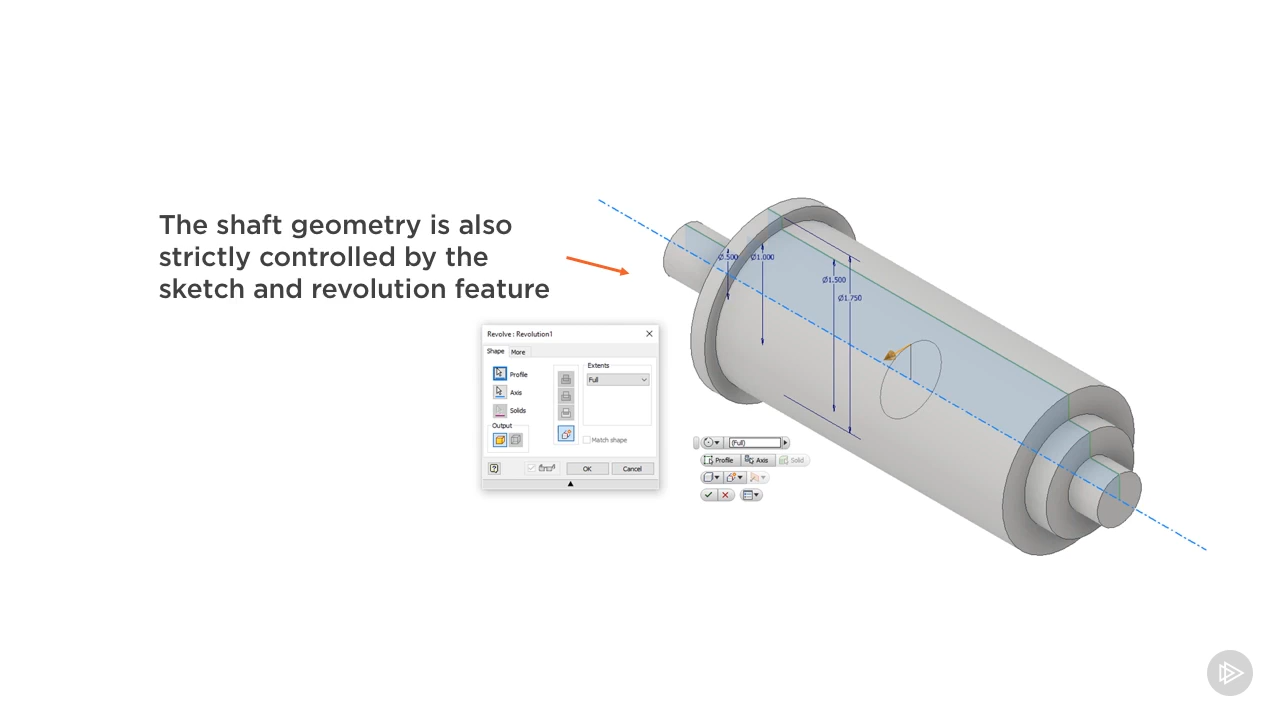 The shaft geometry is also
strictly controlled by the
sketch and revolution feature
Ø.500
Ø1.000
Ø1.500
Ø1.750
Revolve : Revolution1
Shape More
Profile
Axis
Solids
Output
Extents
Full
Match shape
OK Cancel
(Full)
Profile Axis Solid